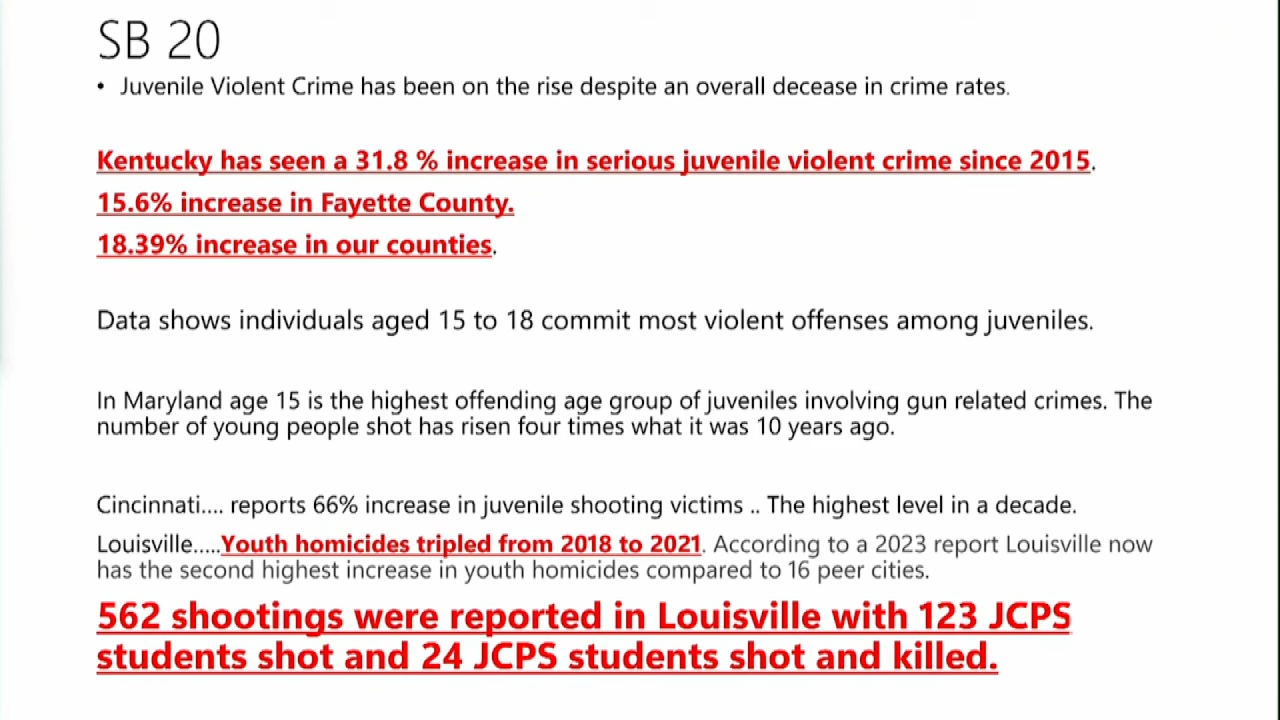 SB 20
• Juvenile Violent Crime has been on the rise despite an overall decease in crime rates.
Kentucky has seen a 31.8 % increase in serious juvenile violent crime since 2015.
15.6% increase in Fayette County.
18.39% increase in our counties.
Data shows individuals aged 15 to 18 commit most violent offenses among juveniles.
In Maryland age 15 is the highest offending age group of juveniles involving gun related crimes. The
number of young people shot has risen four times what it was 10 years ago.
Cincinnati.... reports 66% increase in juvenile shooting victims .. The highest level in a decade.
Louisville.....Youth homicides tripled from 2018 to 2021. According to a 2023 report Louisville now
has the second highest increase in youth homicides compared to 16 peer cities.
562 shootings were reported in Louisville with 123 JCPS
students shot and 24 JCPS students shot and killed.